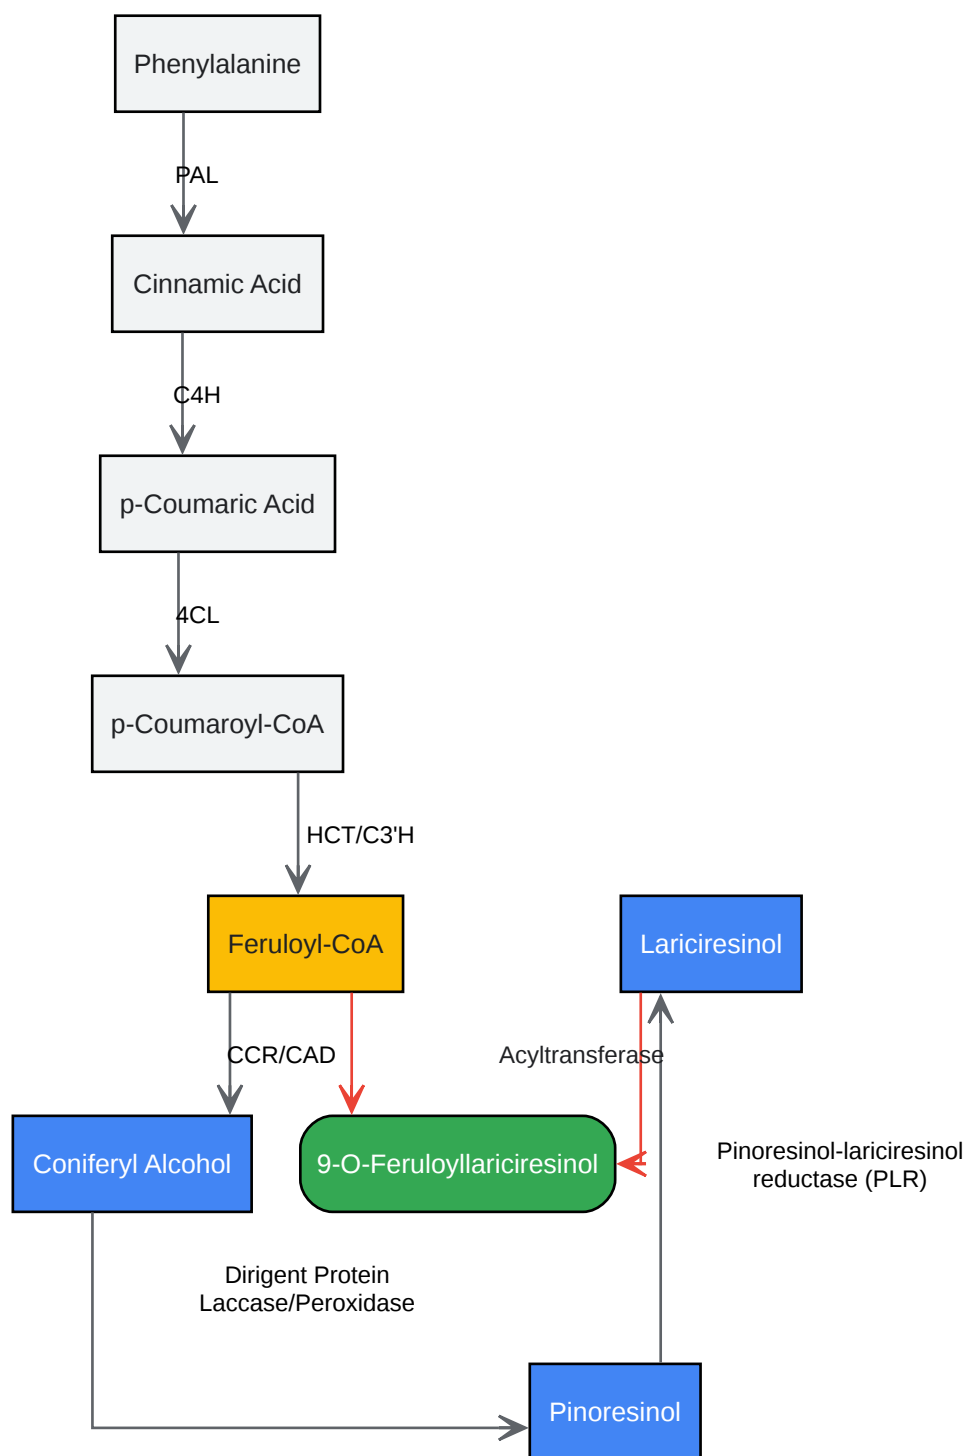 Phenylalanine
PAL
Cinnamic Acid
C4H
p-Coumaric Acid
4CL
p-Coumaroyl-CoA
HCT/C3'H
Feruloyl-CoA
Lariciresinol
CCR/CAD
Acyltransferase
Coniferyl Alcohol
9-O-Feruloyllariciresinol
Pinoresinol-lariciresinol
reductase (PLR)
Dirigent Protein
Laccase/Peroxidase
Pinoresinol